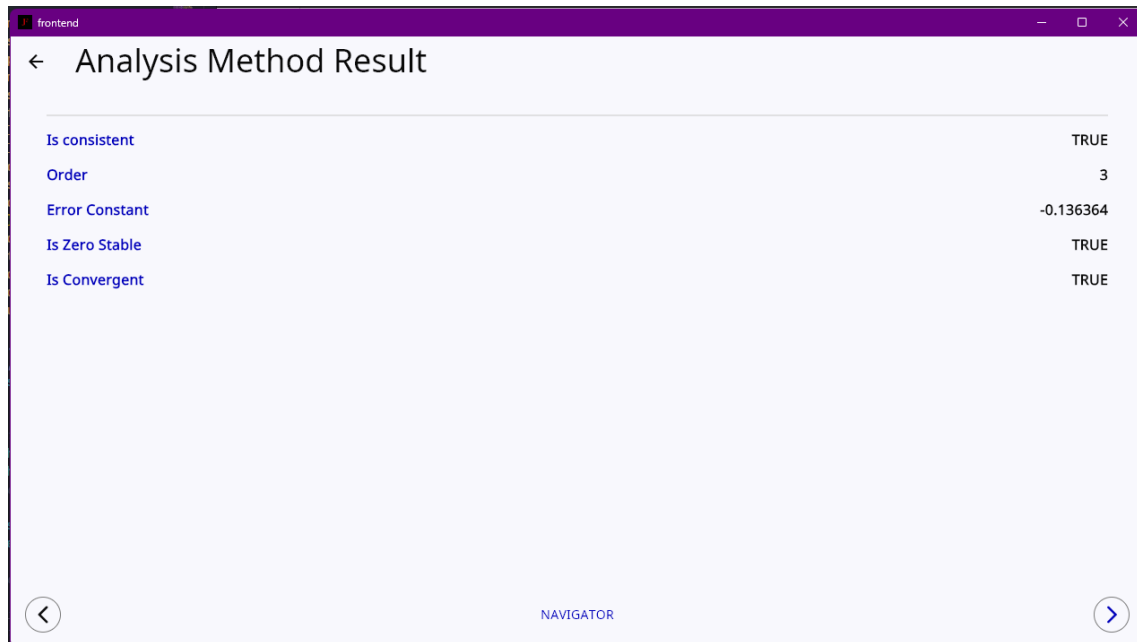 frontend
Analysis Method Result
Is consistent TRUE
Order 3
Error Constant -0.136364
Is Zero Stable TRUE
Is Convergent TRUE
NAVIGATOR